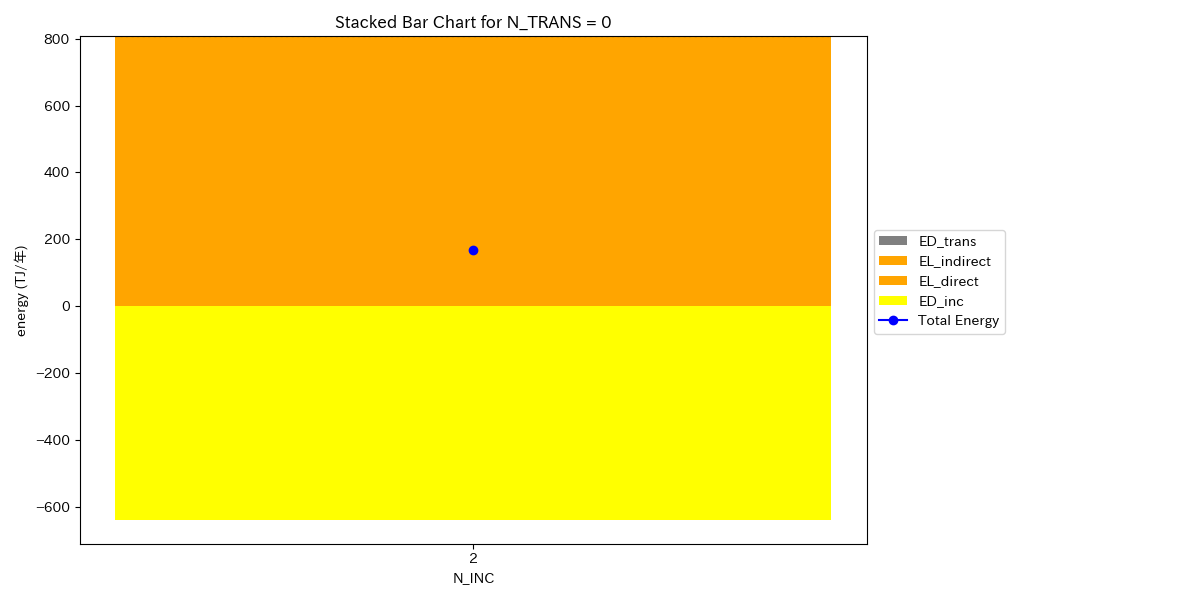 Stacked Bar Chart for N_TRANS = 0
800
600
400
200
0
−200
−400
−600
energy (TJ/年)
2
N_INC
ED_trans
EL_indirect
EL_direct
ED_inc
Total Energy